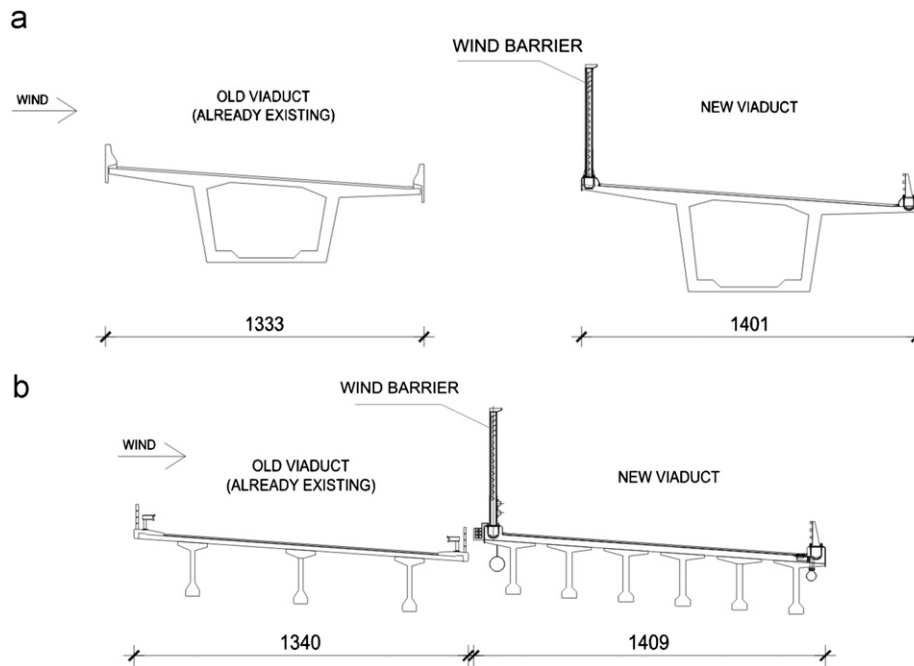 a
WIND BARRIER
WIND
OLD VIADUCT
(ALREADY EXISTING)
NEW VIADUCT
1333
1401
b
WIND BARRIER
WIND
OLD VIADUCT
(ALREADY EXISTING)
NEW VIADUCT
1340
1409